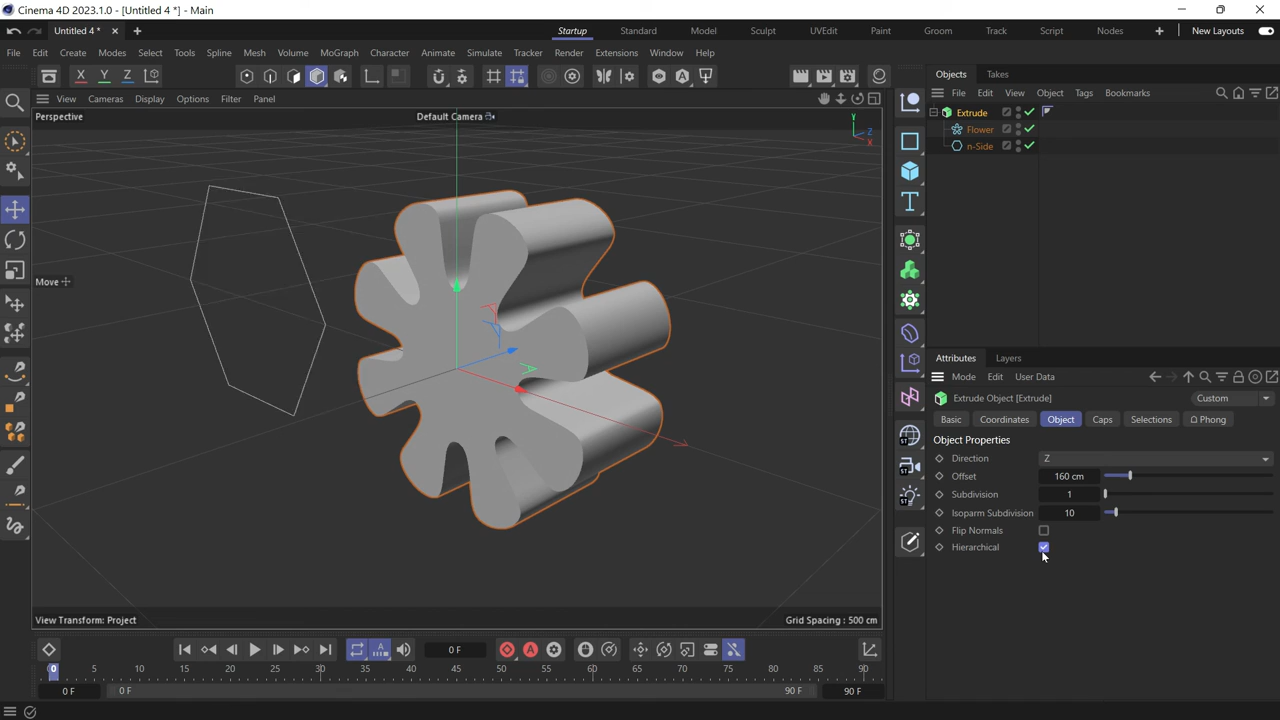 Cinema 4D 2023.1.0 - [Untitled 4 *] - Main
Untitled 4 *
Startup Standard Model Sculpt UVEdit Paint Groom Track Script Nodes New Layouts
File Edit Create Modes Select Tools Spline Mesh Volume MoGraph Character Animate Simulate Tracker Render Extensions Window Help
X Y Z
Objects Takes
View Cameras Display Options Filter Panel
File Edit View Object Tags Bookmarks
Perspective
Default Camera
Y
Z
X
Extrude
Flower
n-Side
Move
Attributes Layers
Mode Edit User Data
Extrude Object [Extrude]
Custom
Basic Coordinates Object Caps Selections Phong
Object Properties
Direction Z
Offset 160 cm
Subdivision 1
Isoparm Subdivision 10
Flip Normals
Hierarchical
View Transform: Project
Grid Spacing : 500 cm
0 F
0 5 10 15 20 25 30 35 40 45 50 55 60 65 70 75 80 85 90
0 F 0 F 90 F 90 F